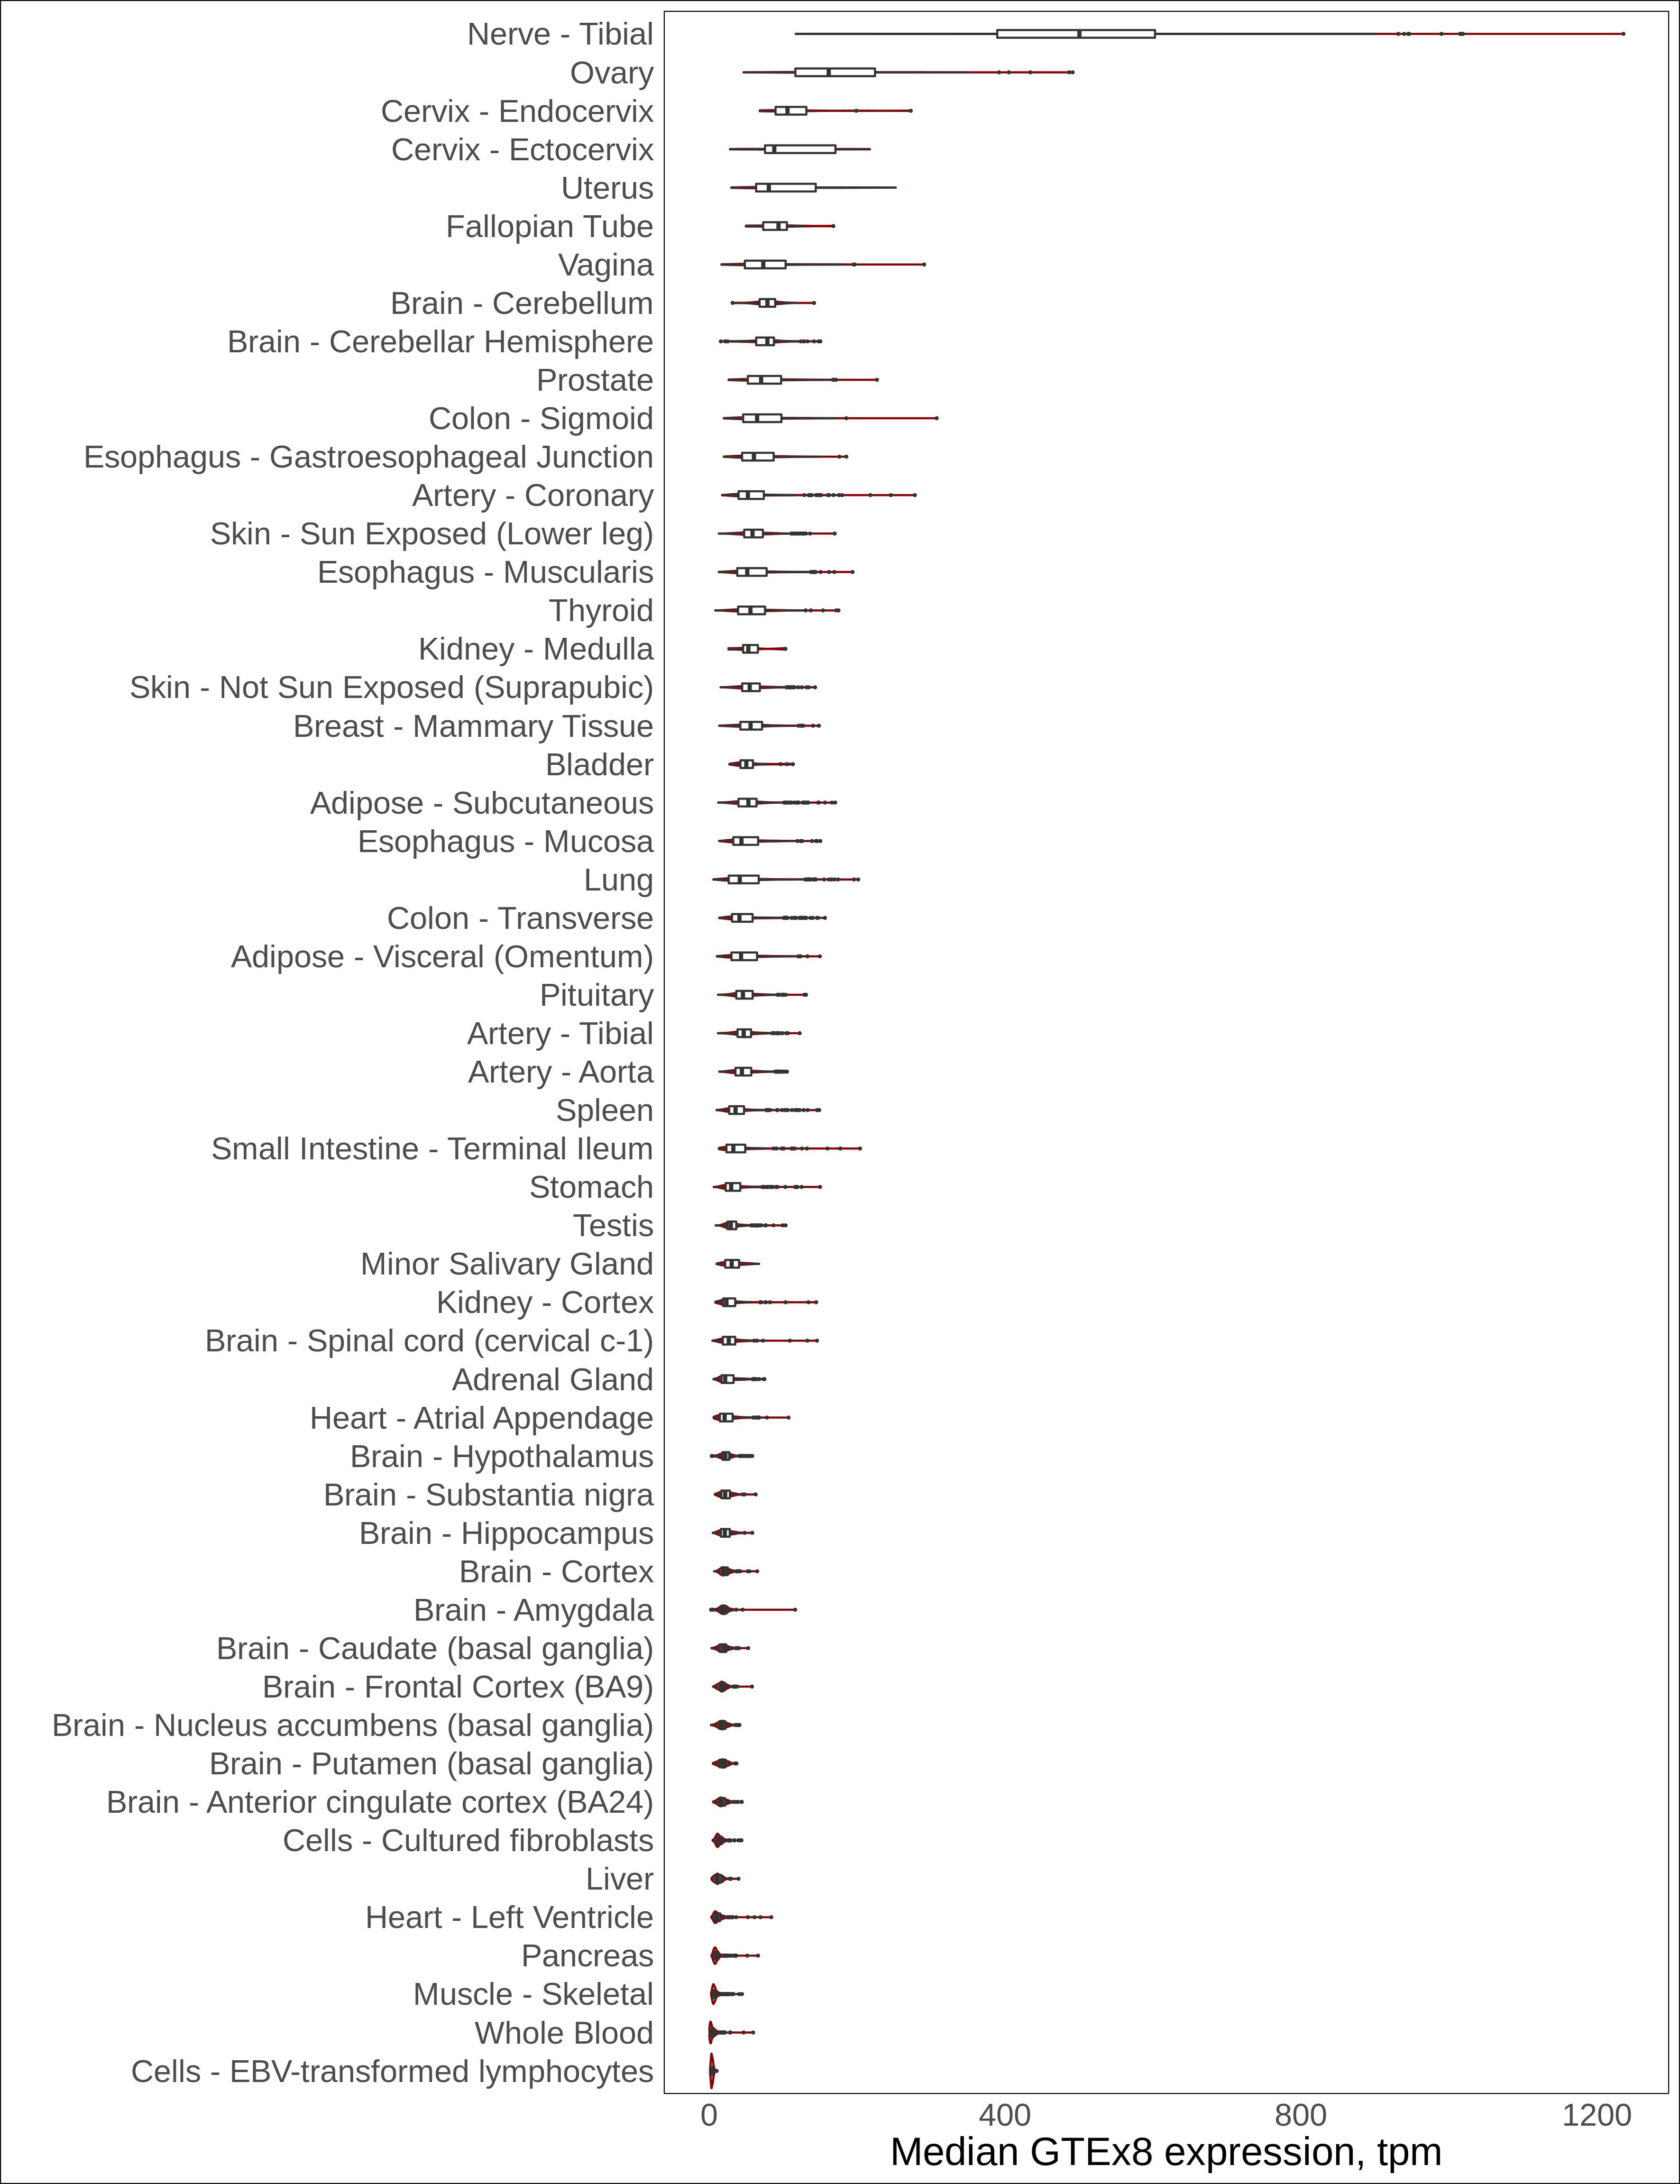 Nerve - Tibial
Ovary
Cervix - Endocervix
Cervix - Ectocervix
Uterus
Fallopian Tube
Vagina
Brain - Cerebellum
Brain - Cerebellar Hemisphere
Prostate
Colon - Sigmoid
Esophagus - Gastroesophageal Junction
Artery - Coronary
Skin - Sun Exposed (Lower leg)
Esophagus - Muscularis
Thyroid
Kidney - Medulla
Skin - Not Sun Exposed (Suprapubic)
Breast - Mammary Tissue
Bladder
Adipose - Subcutaneous
Esophagus - Mucosa
Lung
Colon - Transverse
Adipose - Visceral (Omentum)
Pituitary
Artery - Tibial
Artery - Aorta
Spleen
Small Intestine - Terminal Ileum
Stomach
Testis
Minor Salivary Gland
Kidney - Cortex
Brain - Spinal cord (cervical c-1)
Adrenal Gland
Heart - Atrial Appendage
Brain - Hypothalamus
Brain - Substantia nigra
Brain - Hippocampus
Brain - Cortex
Brain - Amygdala
Brain - Caudate (basal ganglia)
Brain - Frontal Cortex (BA9)
Brain - Nucleus accumbens (basal ganglia)
Brain - Putamen (basal ganglia)
Brain - Anterior cingulate cortex (BA24)
Cells - Cultured fibroblasts
Liver
Heart - Left Ventricle
Pancreas
Muscle - Skeletal
Whole Blood
Cells - EBV-transformed lymphocytes
0 400 800 1200
Median GTEx8 expression, tpm